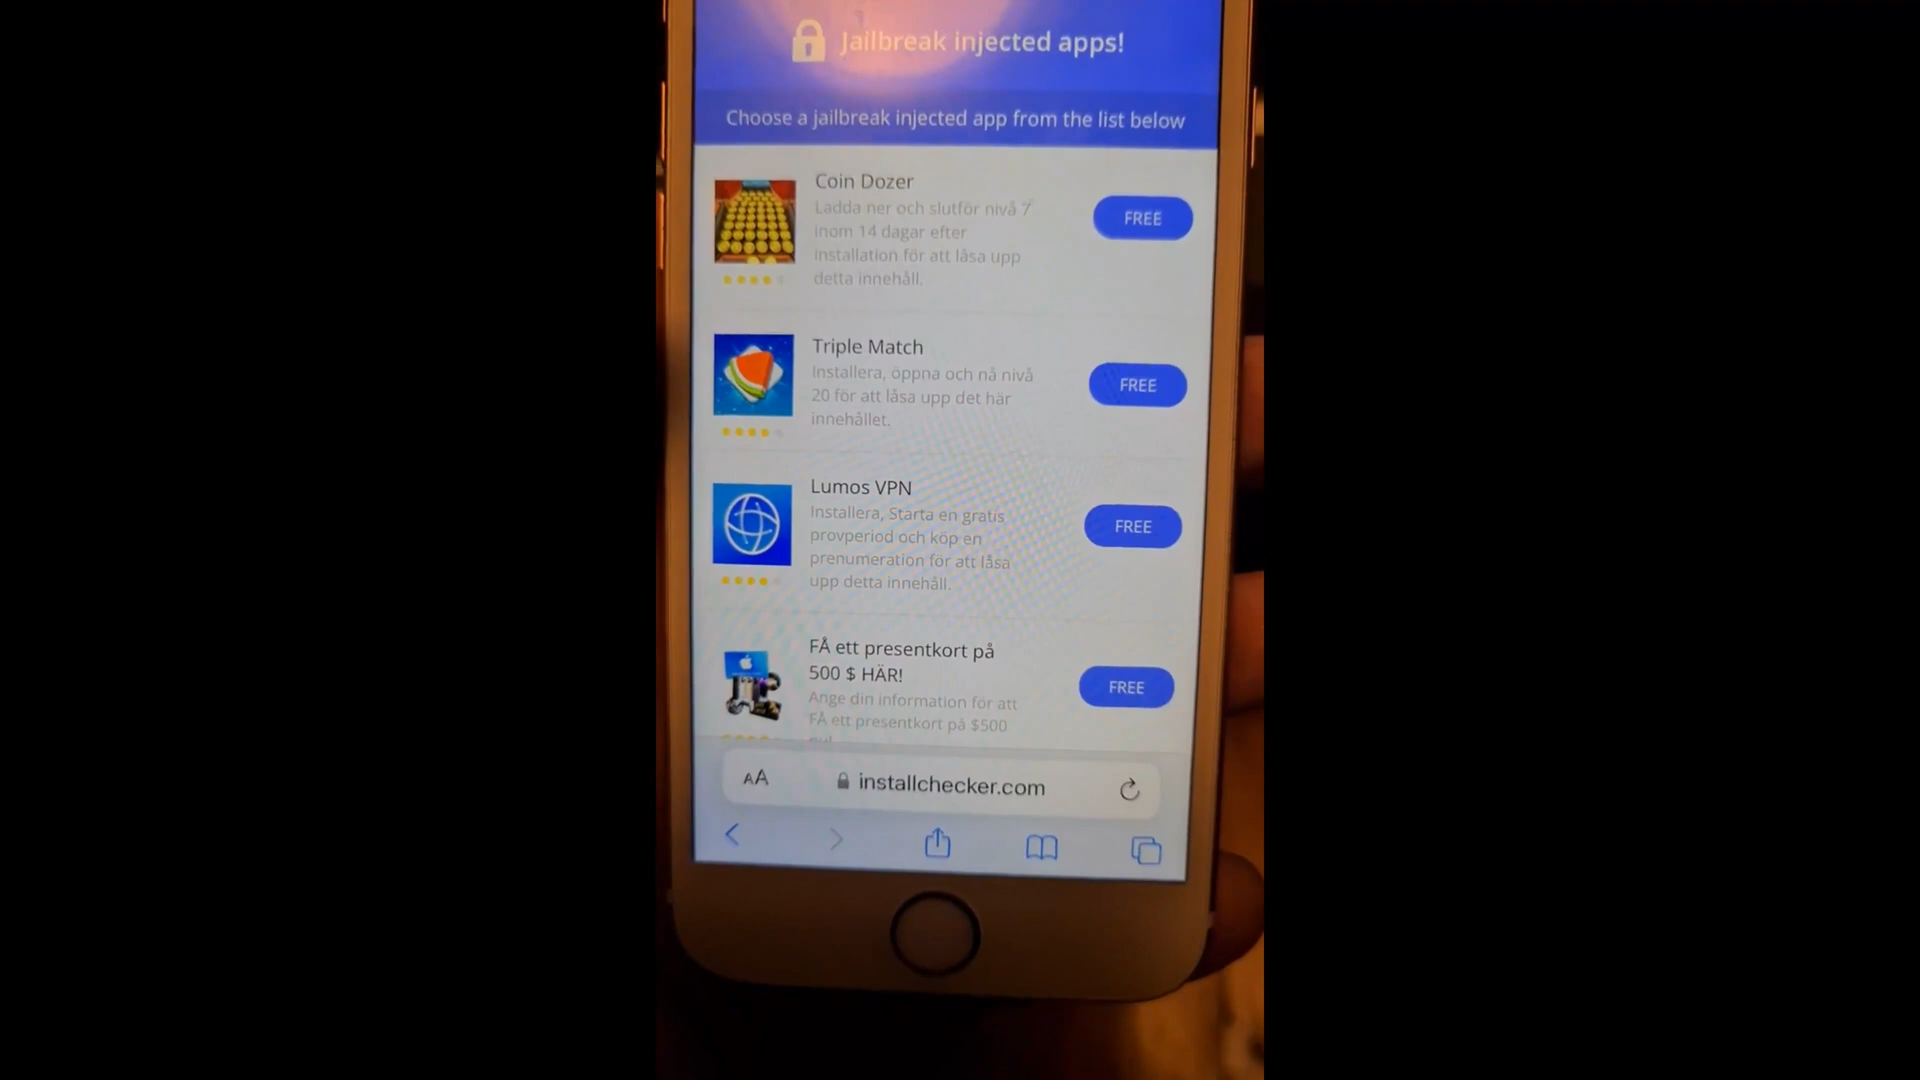 Jailbreak injected apps!
Choose a jailbreak injected app from the list below
Coin Dozer
Ladda ner och slutför nivå 7
inom 14 dagar efter
installation för att låsa upp
detta innehåll.
FREE
Triple Match
Installera, öppna och nå nivå
20 för att låsa upp det här
innehållet.
FREE
Lumos VPN
Installera, Starta en gratis
provperiod och köp en
prenumeration för att låsa
upp detta innehåll.
FREE
FÅ ett presentkort på
500 $ HÄR!
Ange din information för att
FÅ ett presentkort på $500
FREE
AA
installchecker.com